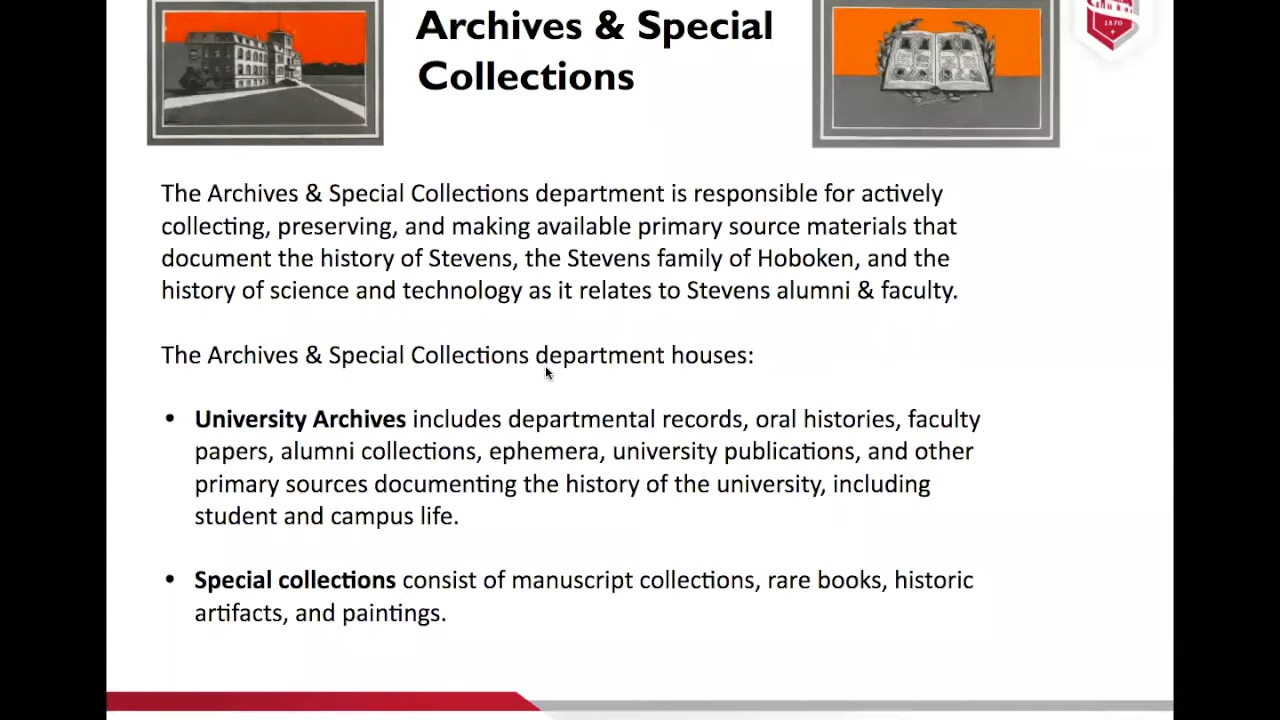 Archives & Special
Collections
1870
The Archives & Special Collections department is responsible for actively
collecting, preserving, and making available primary source materials that
document the history of Stevens, the Stevens family of Hoboken, and the
history of science and technology as it relates to Stevens alumni & faculty.
The Archives & Special Collections department houses:
• University Archives includes departmental records, oral histories, faculty
papers, alumni collections, ephemera, university publications, and other
primary sources documenting the history of the university, including
student and campus life.
• Special collections consist of manuscript collections, rare books, historic
artifacts, and paintings.